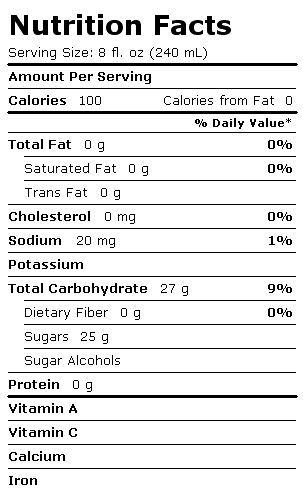 Nutrition Facts
Serving Size: 8 fl. oz (240 mL)
Amount Per Serving
Calories 100 Calories from Fat 0
% Daily Value*
Total Fat 0 g 0%
Saturated Fat 0 g 0%
Trans Fat 0 g
Cholesterol 0 mg 0%
Sodium 20 mg 1%
Potassium
Total Carbohydrate 27 g 9%
Dietary Fiber 0 g 0%
Sugars 25 g
Sugar Alcohols
Protein 0 g
Vitamin A
Vitamin C
Calcium
Iron